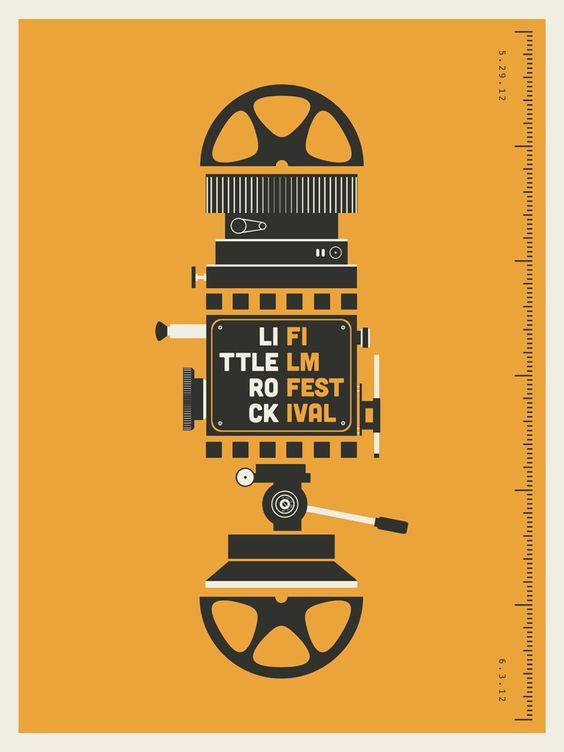 5.29.12
LI FI
TTLE LM
RO FEST
CK IVAL
6.3.12